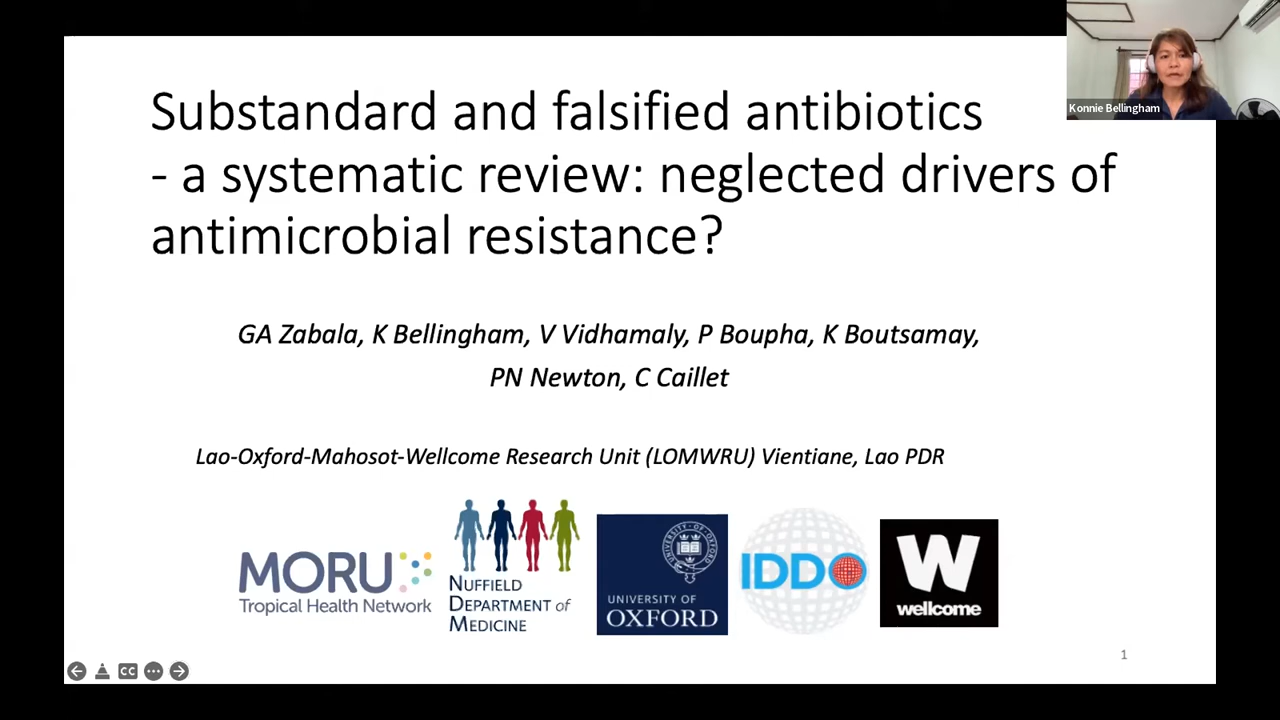 Konnie Bellingham
Substandard and falsified antibiotics
- a systematic review: neglected drivers of
antimicrobial resistance?
GA Zabala, K Bellingham, V Vidhamaly, P Boupha, K Boutsamay,
PN Newton, C Caillet
Lao-Oxford-Mahosot-Wellcome Research Unit (LOMWRU) Vientiane, Lao PDR
MORU
Tropical Health Network
NUFFIELD
DEPARTMENT of
MEDICINE
UNIVERSITY OF
OXFORD
IDDO
W
wellcome
1
CC